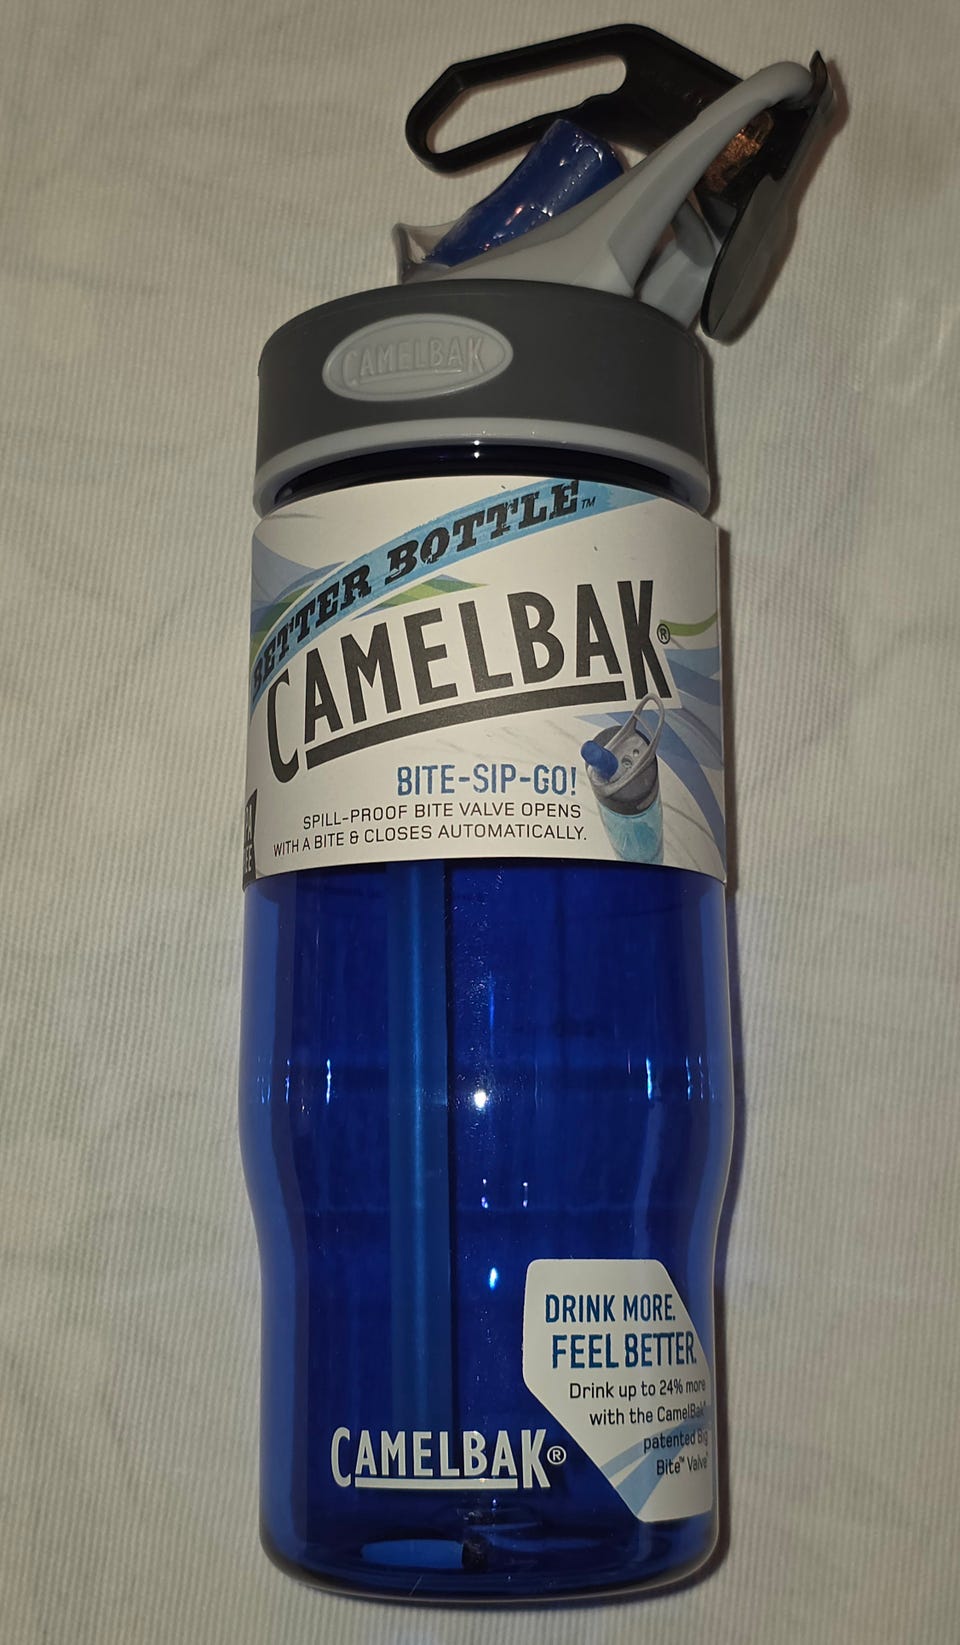 CAMELBAK
BETTER BOTTLE™
CAMELBAK®
BITE-SIP-GO!
SPILL-PROOF BITE VALVE OPENS
WITH A BITE & CLOSES AUTOMATICALLY.
DRINK MORE.
FEEL BETTER.
Drink up to 24% more
with the CamelBak
patented Big
Bite™ Valve
CAMELBAK®